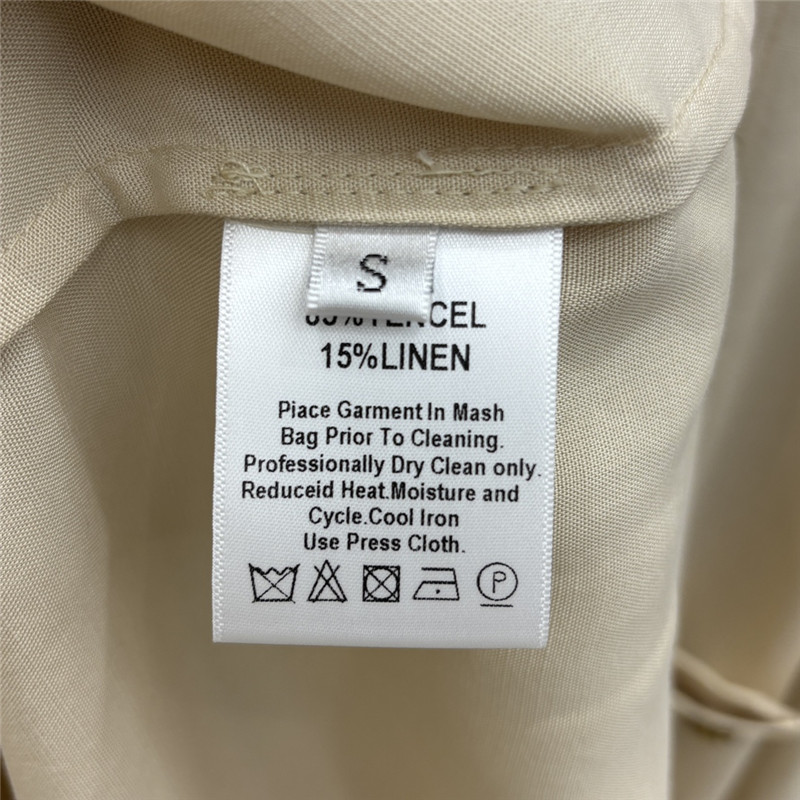 S
15%LINEN
Piace Garment In Mash
Bag Prior To Cleaning.
Professionally Dry Clean only.
Reduceid Heat.Moisture and
Cycle.Cool Iron
Use Press Cloth.
P